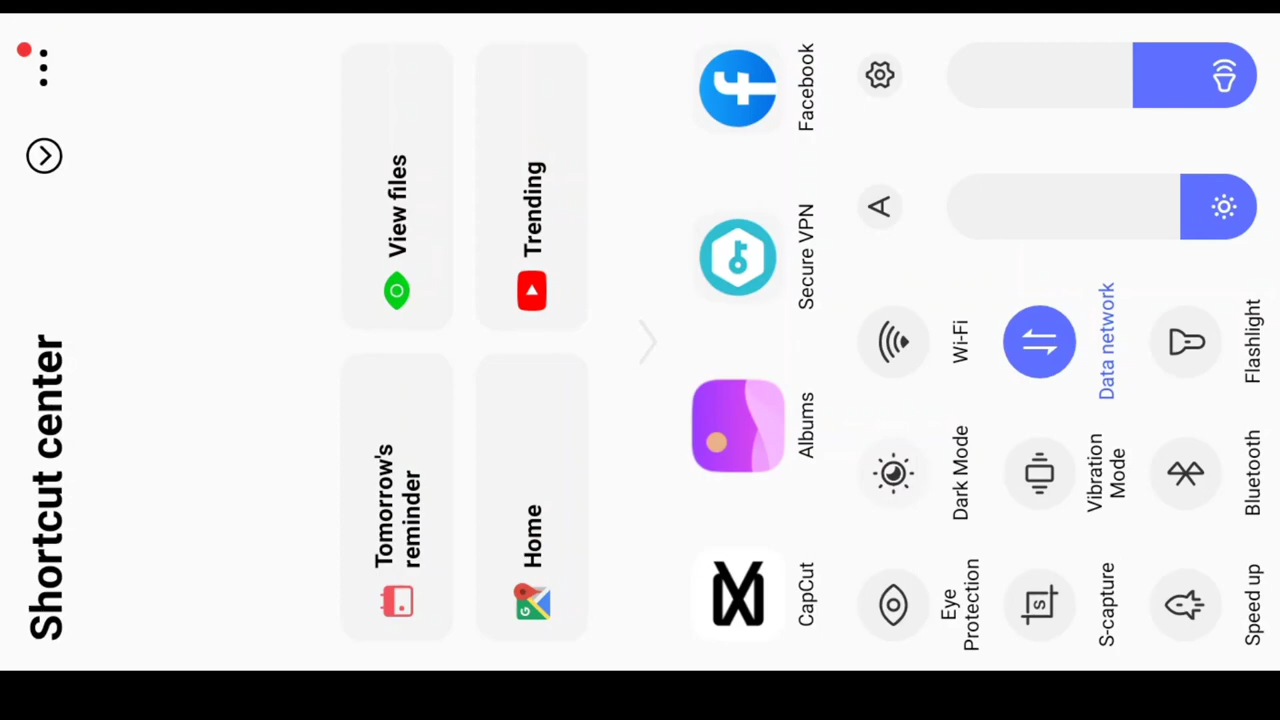 Shortcut center
Tomorrow's
reminder
View files
Home
Trending
CapCut
Albums
Secure VPN
Facebook
Eye
Protection
Dark Mode
Wi-Fi
A
S-capture
Vibration
Mode
Data network
Speed up
Bluetooth
Flashlight